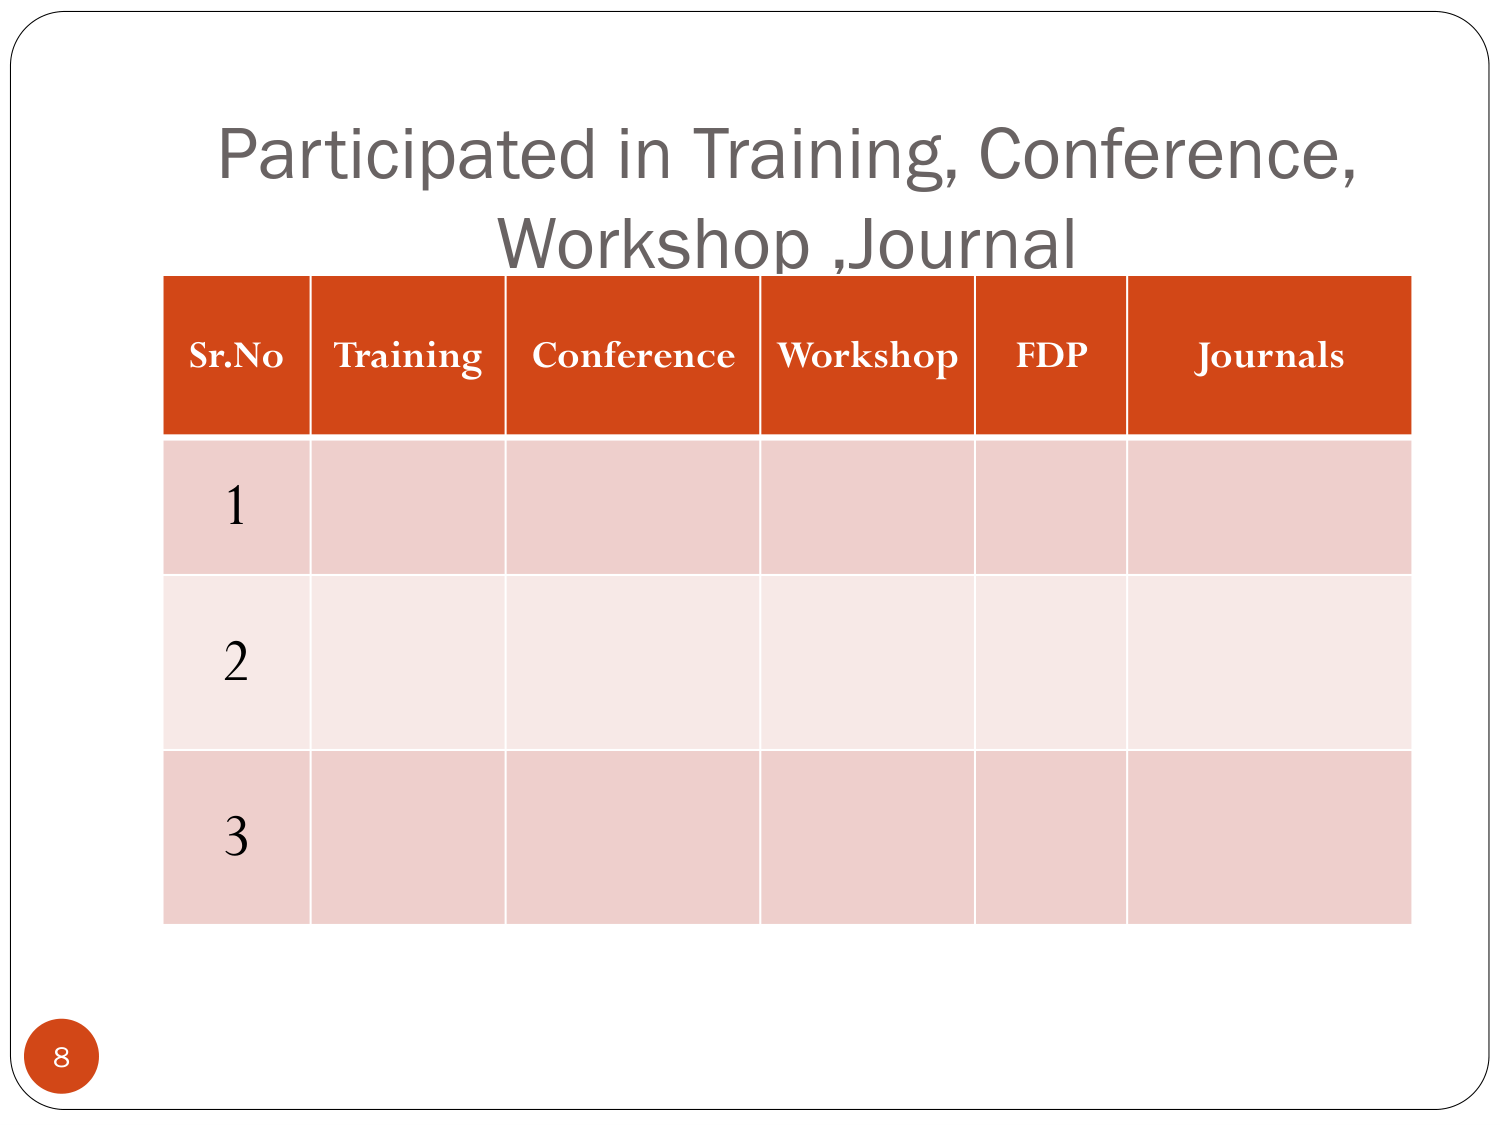 Participated in Training, Conference,
Workshop ,Journal
Sr.No Training Conference Workshop FDP Journals
1
2
3
8